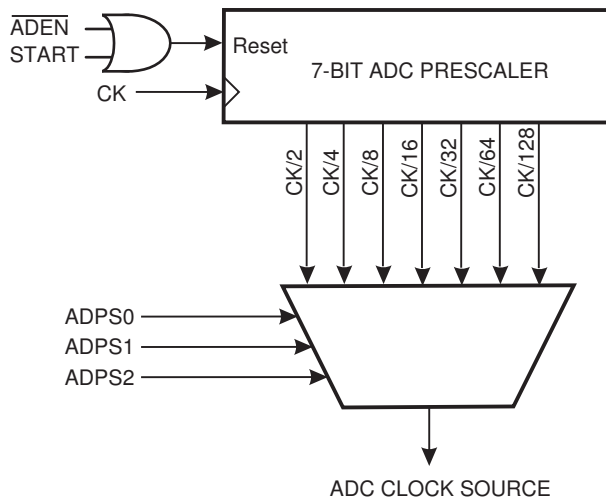 ADEN
START
Reset
7-BIT ADC PRESCALER
CK
CK/2
CK/4
CK/8
CK/16
CK/32
CK/64
CK/128
ADPS0
ADPS1
ADPS2
ADC CLOCK SOURCE